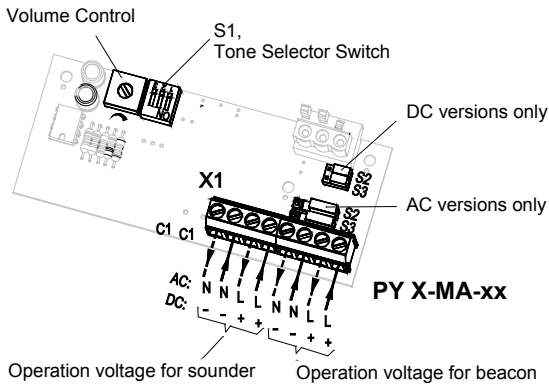 Volume Control
S1,
Tone Selector Switch
DC versions only
S2
S3
AC versions only
S2
S3
X1
C1 C1
PY X-MA-xx
AC: N N L L N N L L
DC: - - + + - - + +
Operation voltage for sounder
Operation voltage for beacon